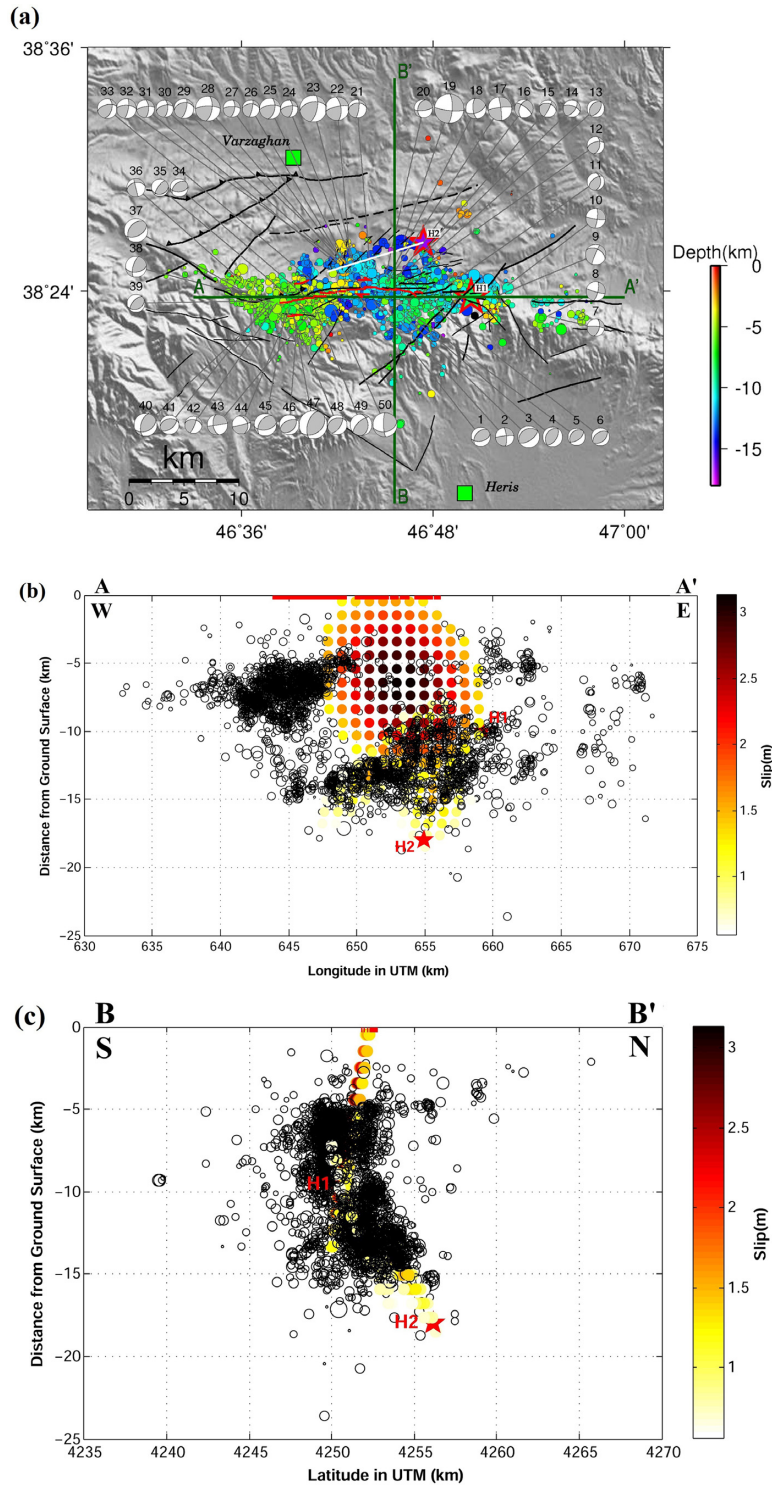 (a)
38°36'
33 32 31 30 29 28 27 26 25 24 23 22 21 20 19 18 17 16 15 14 13
B'
Varzaghan
12
36 35 34
11
37
10
H2
38
9
Depth(km)
0
39
A
H1
8
A'
38°24'
7
-5
-10
40 41 42 43 44 45 46 47 48 49 50
1 2 3 4 5 6
-15
km
0 10
B
Heris
46°36' 46°48' 47°00'
(b)
A A'
W E
0
-5
-10
-15
-20
-25
Distance from Ground Surface (km)
H1
H2
630 635 640 645 650 655 660 665 670 675
Longitude in UTM (km)
3
2.5
2
1.5
1
Slip(m)
(c)
B B'
S N
0
-5
-10
-15
-20
-25
Distance from Ground Surface (km)
H1
H2
4235 4240 4245 4250 4255 4260 4265 4270
Latitude in UTM (km)
3
2.5
2
1.5
1
Slip(m)